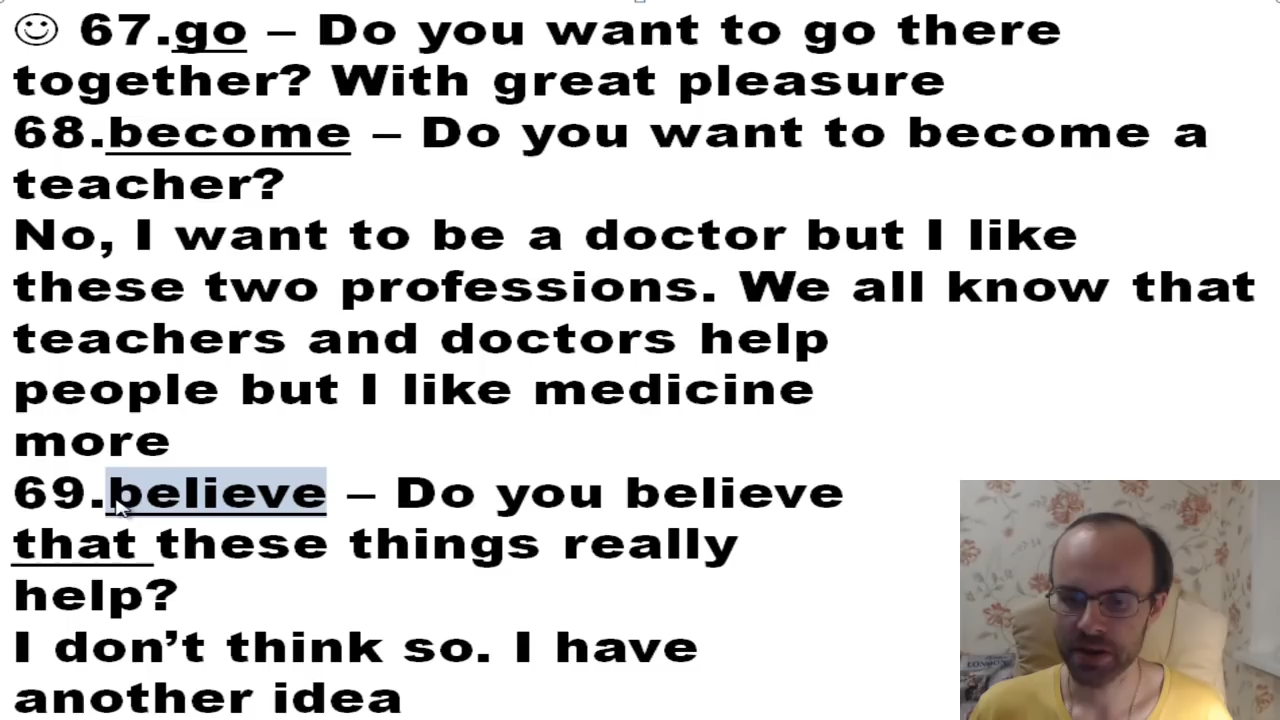 ☺ 67.go – Do you want to go there
together? With great pleasure
68.become – Do you want to become a
teacher?
No, I want to be a doctor but I like
these two professions. We all know that
teachers and doctors help
people but I like medicine
more
69.believe – Do you believe
that these things really
help?
I don’t think so. I have
another idea
LONDON